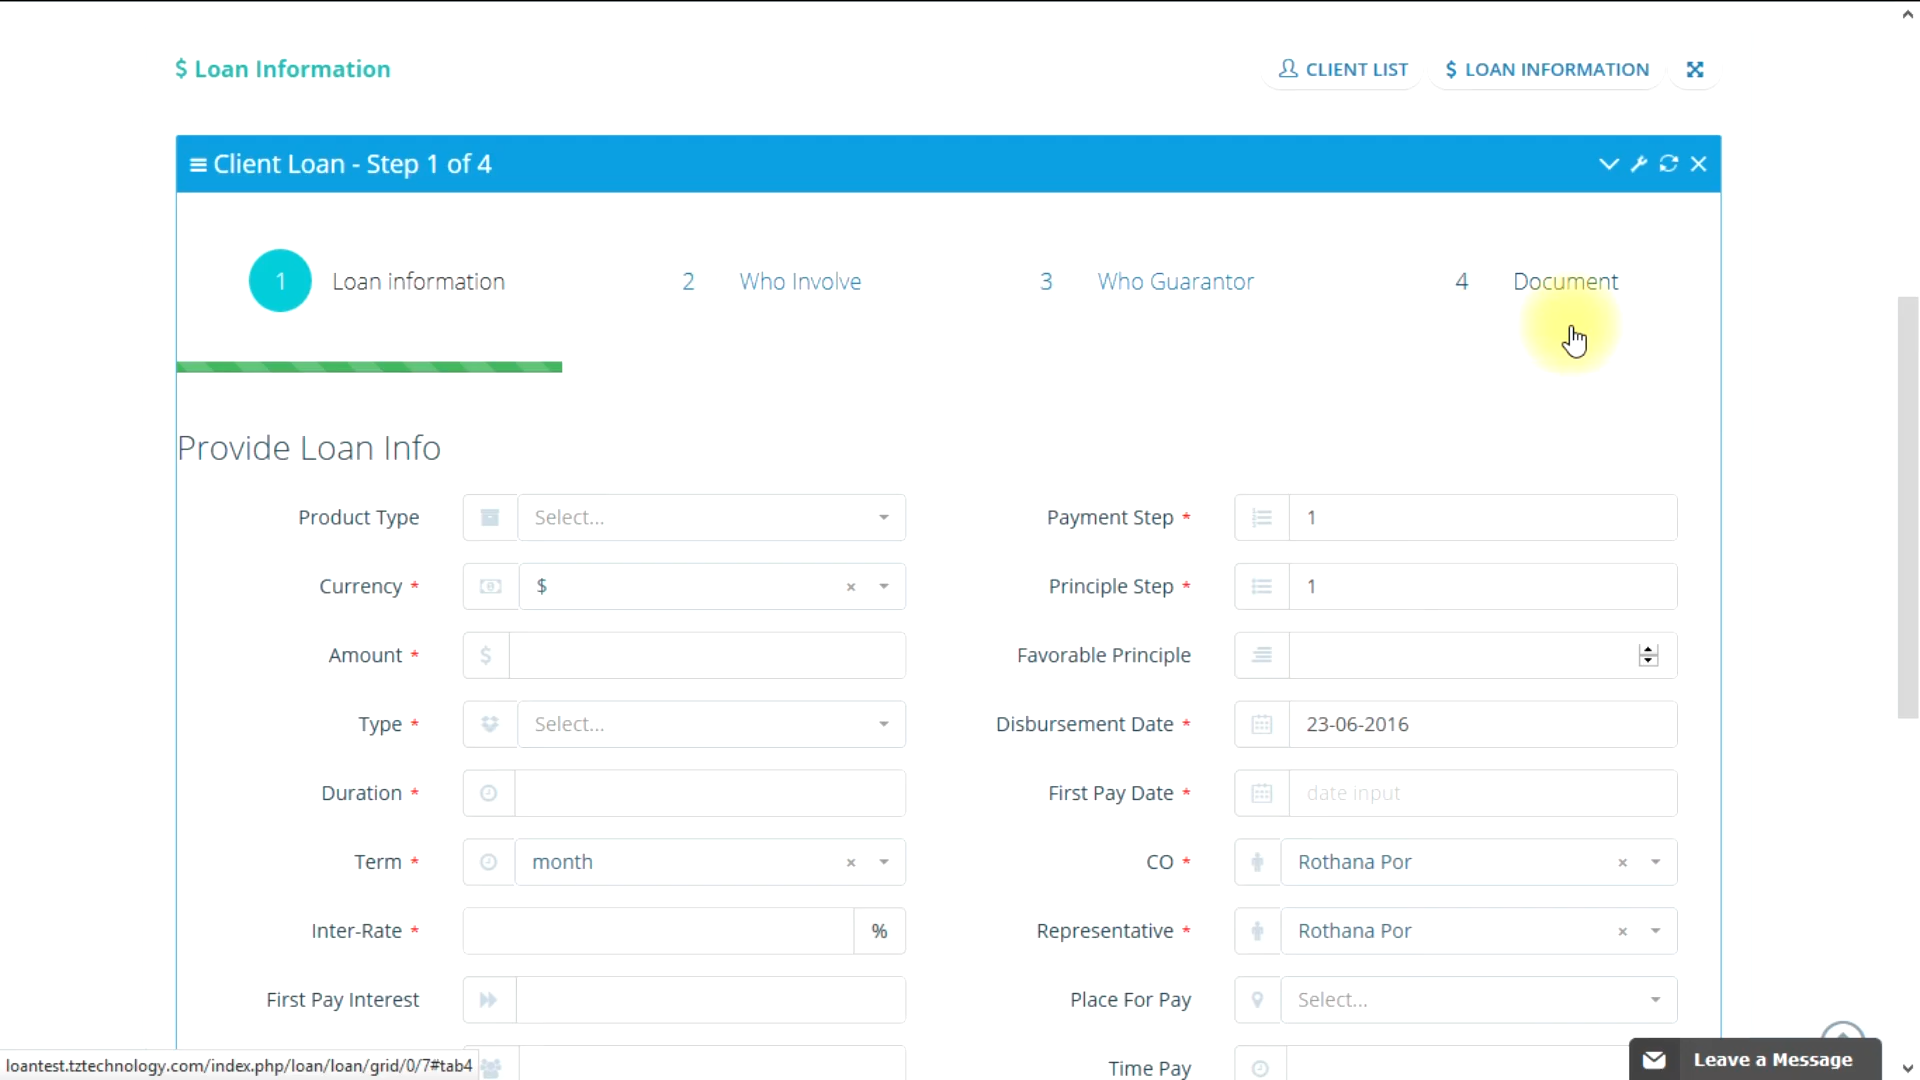 $ Loan Information
CLIENT LIST
$ LOAN INFORMATION
Client Loan - Step 1 of 4
1 Loan information
2 Who Involve
3 Who Guarantor
4 Document
Provide Loan Info
Product Type Select...
Payment Step * 1
Currency * $ ×
Principle Step * 1
Amount * $
Favorable Principle
Type * Select...
Disbursement Date * 23-06-2016
Duration *
First Pay Date * date input
Term * month ×
CO * Rothana Por ×
Inter-Rate * %
Representative * Rothana Por ×
First Pay Interest
Place For Pay Select...
Time Pay
loantest.tztechnology.com/index.php/loan/loan/grid/0/7#tab4
Leave a Message